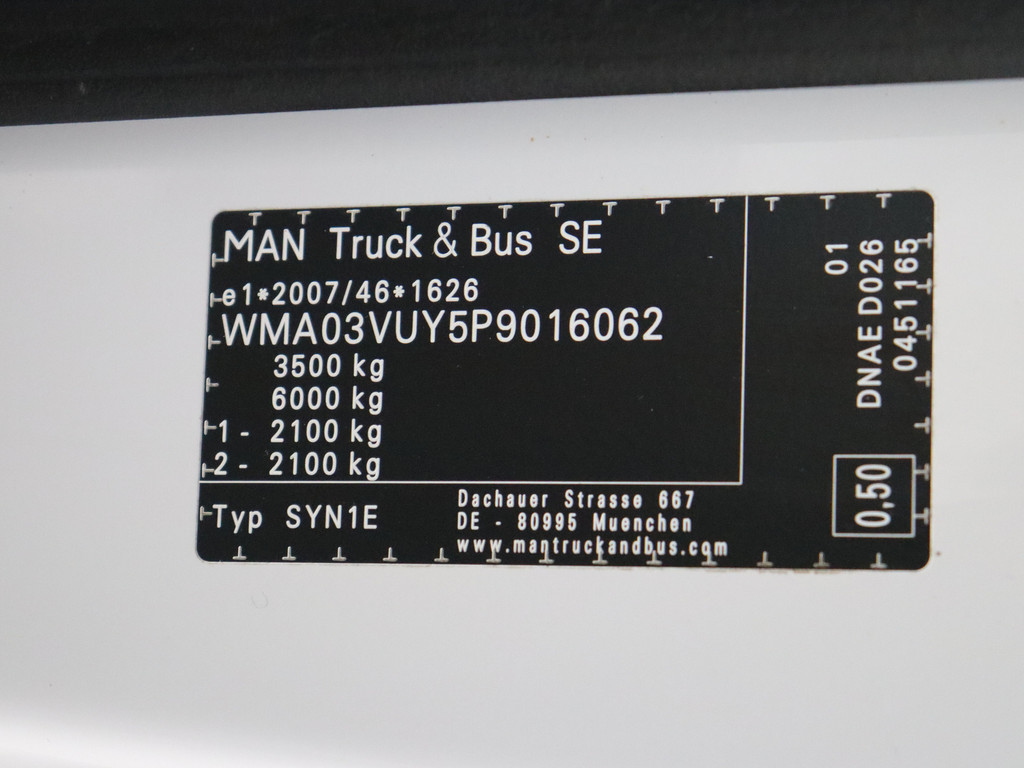 MAN Truck & Bus SE
e1*2007/46*1626
WMA03VUY5P9016062
3500 kg
6000 kg
1 - 2100 kg
2 - 2100 kg
Typ SYN1E
Dachauer Strasse 667
DE - 80995 Muenchen
www.mantruckandbus.com
01
DNAE D026
0451165
0,50